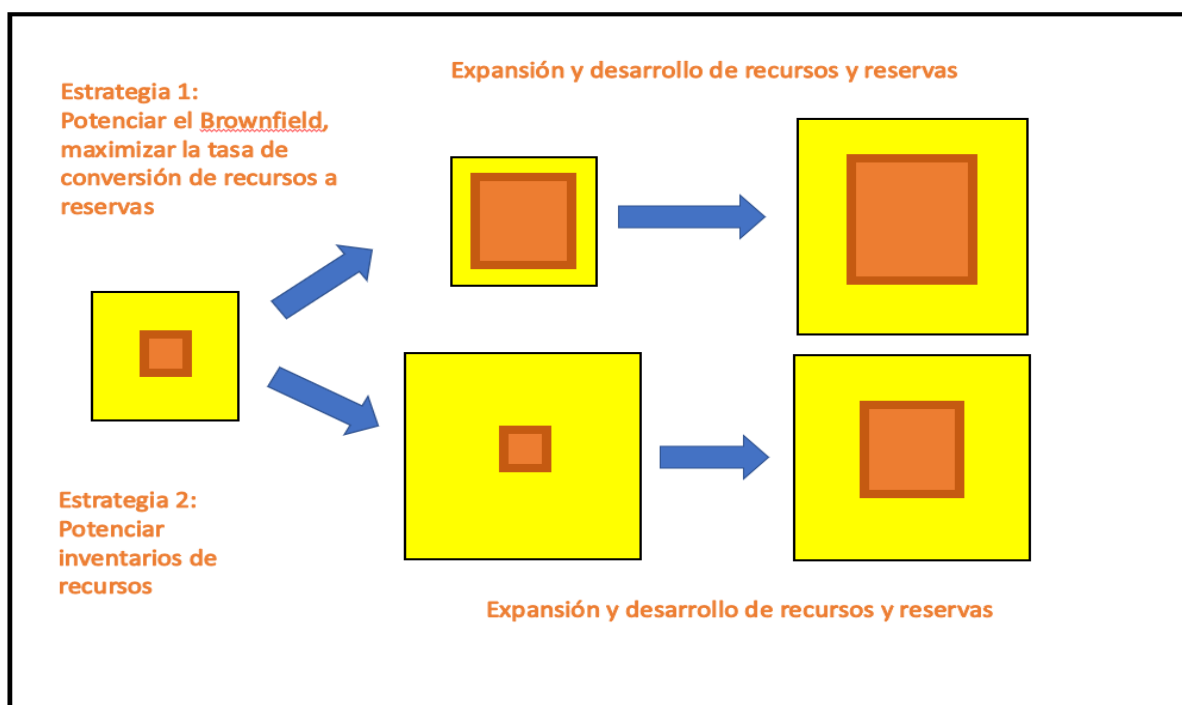 Expansión y desarrollo de recursos y reservas
Estrategia 1:
Potenciar el Brownfield,
maximizar la tasa de
conversión de recursos a
reservas
Estrategia 2:
Potenciar
inventarios de
recursos
Expansión y desarrollo de recursos y reservas